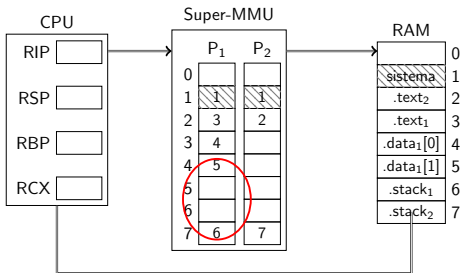 CPU
RIP
RSP
RBP
RCX
Super-MMU
P1 P2
0
1 1 1
2 3 2
3 4
4 5
5
6
7 6 7
RAM
0
sistema 1
.text2 2
.text1 3
.data1[0] 4
.data1[1] 5
.stack1 6
.stack2 7